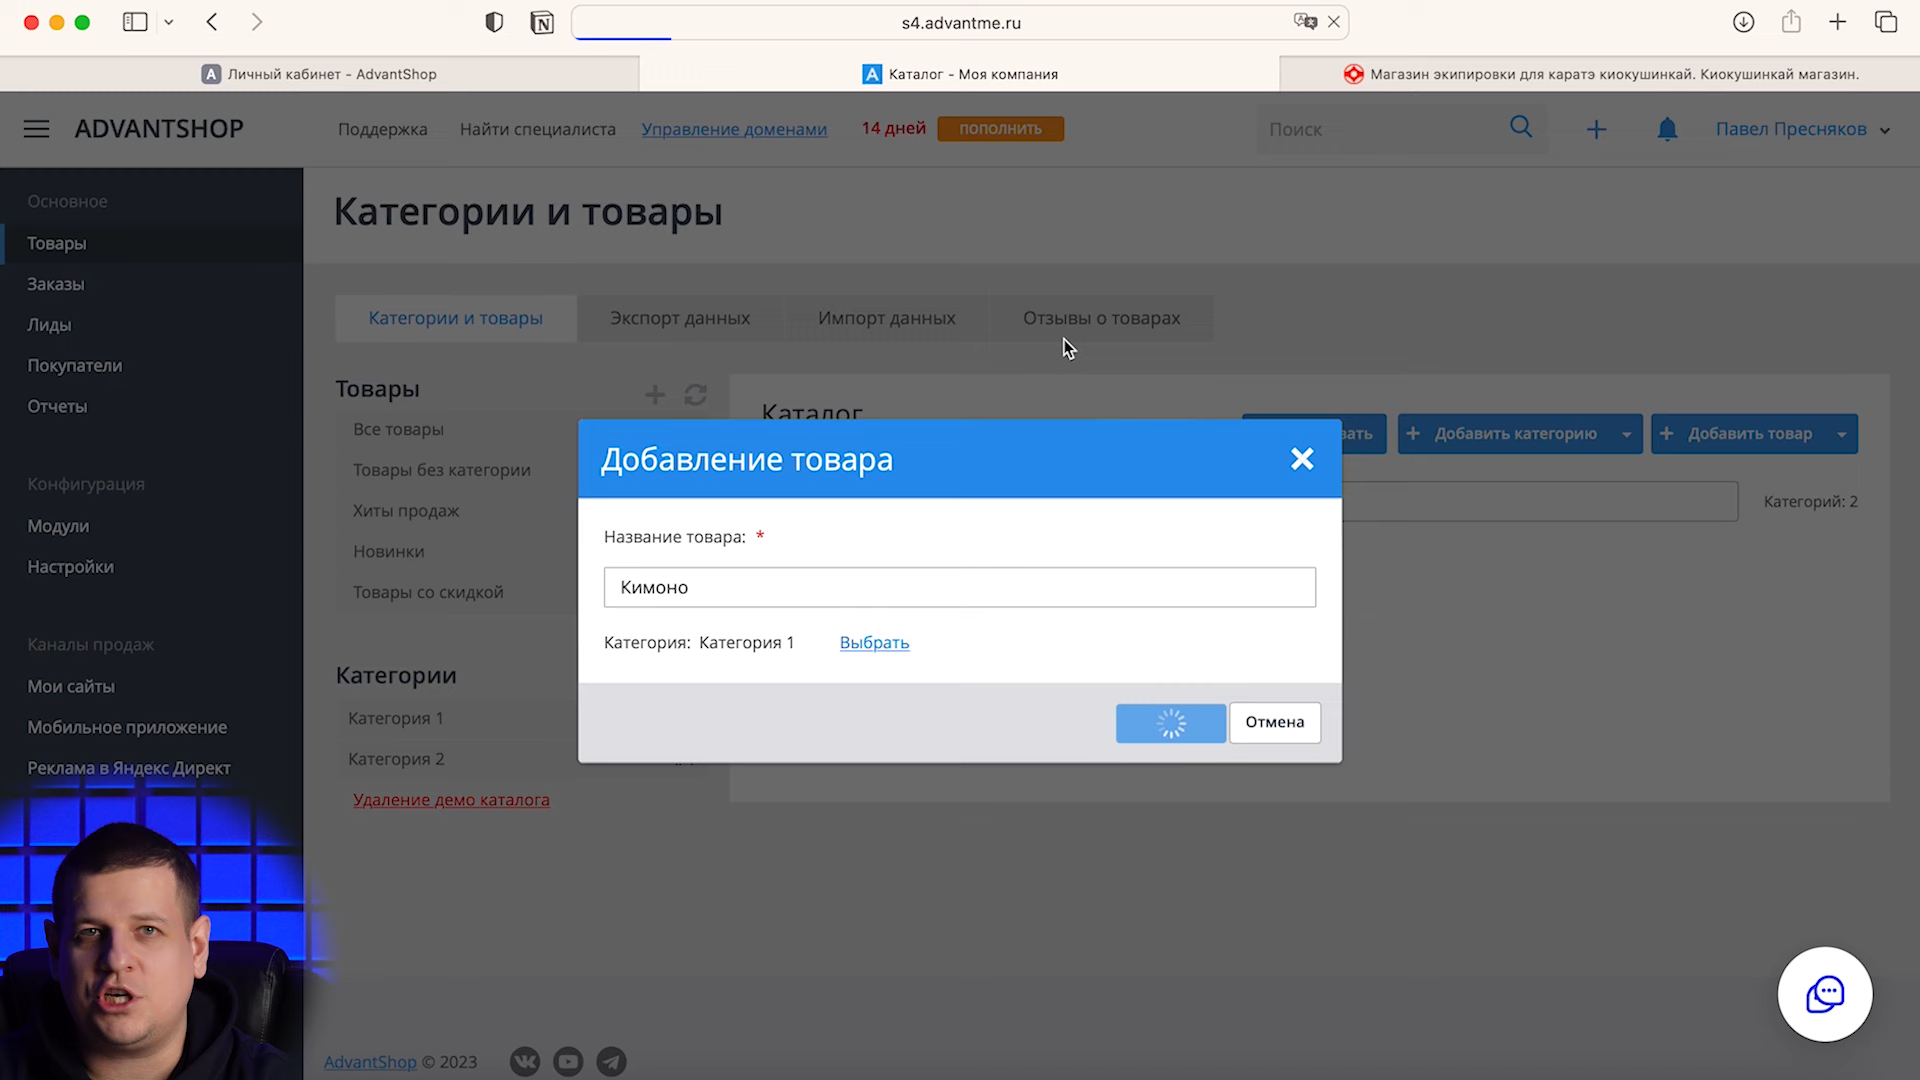 s4.advantme.ru
Личный кабинет - AdvantShop
Каталог - Моя компания
Магазин экипировки для каратэ киокушинкай. Киокушинкай магазин.
ADVANTSHOP
Поддержка
Найти специалиста
Управление доменами
14 дней
ПОПОЛНИТЬ
Поиск
Павел Пресняков
Основное
Товары
Заказы
Лиды
Покупатели
Отчеты
Конфигурация
Модули
Настройки
Каналы продаж
Мои сайты
Мобильное приложение
Реклама в Яндекс Директ
Категории и товары
Категории и товары
Экспорт данных
Импорт данных
Отзывы о товарах
Товары
Все товары
Товары без категории
Хиты продаж
Новинки
Товары со скидкой
Категории
Категория 1
Категория 2
Удаление демо каталога
Каталог
Добавить категорию
Добавить товар
Категорий: 2
Добавление товара
Название товара: *
Кимоно
Категория: Категория 1 Выбрать
Отмена
AdvantShop © 2023